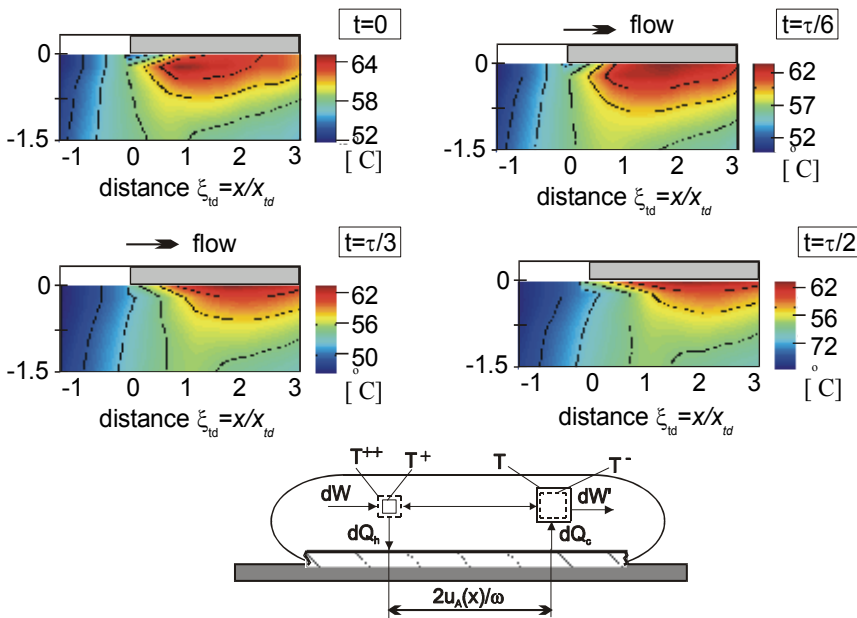 t=0
0
-1.5
-1 0 1 2 3
distance ξtd=x/xtd
64
58
52
[ C]
flow
t=τ/6
0
-1.5
-1 0 1 2 3
distance ξtd=x/xtd
62
57
52
o
[ C]
flow
t=τ/3
0
-1.5
-1 0 1 2 3
distance ξtd=x/xtd
62
56
50
o
[ C]
t=τ/2
0
-1.5
-1 0 1 2 3
distance ξtd=x/xtd
62
56
72
o
[ C]
T++ T+ T T-
dW dW'
dQh dQc
2uA(x)/ω